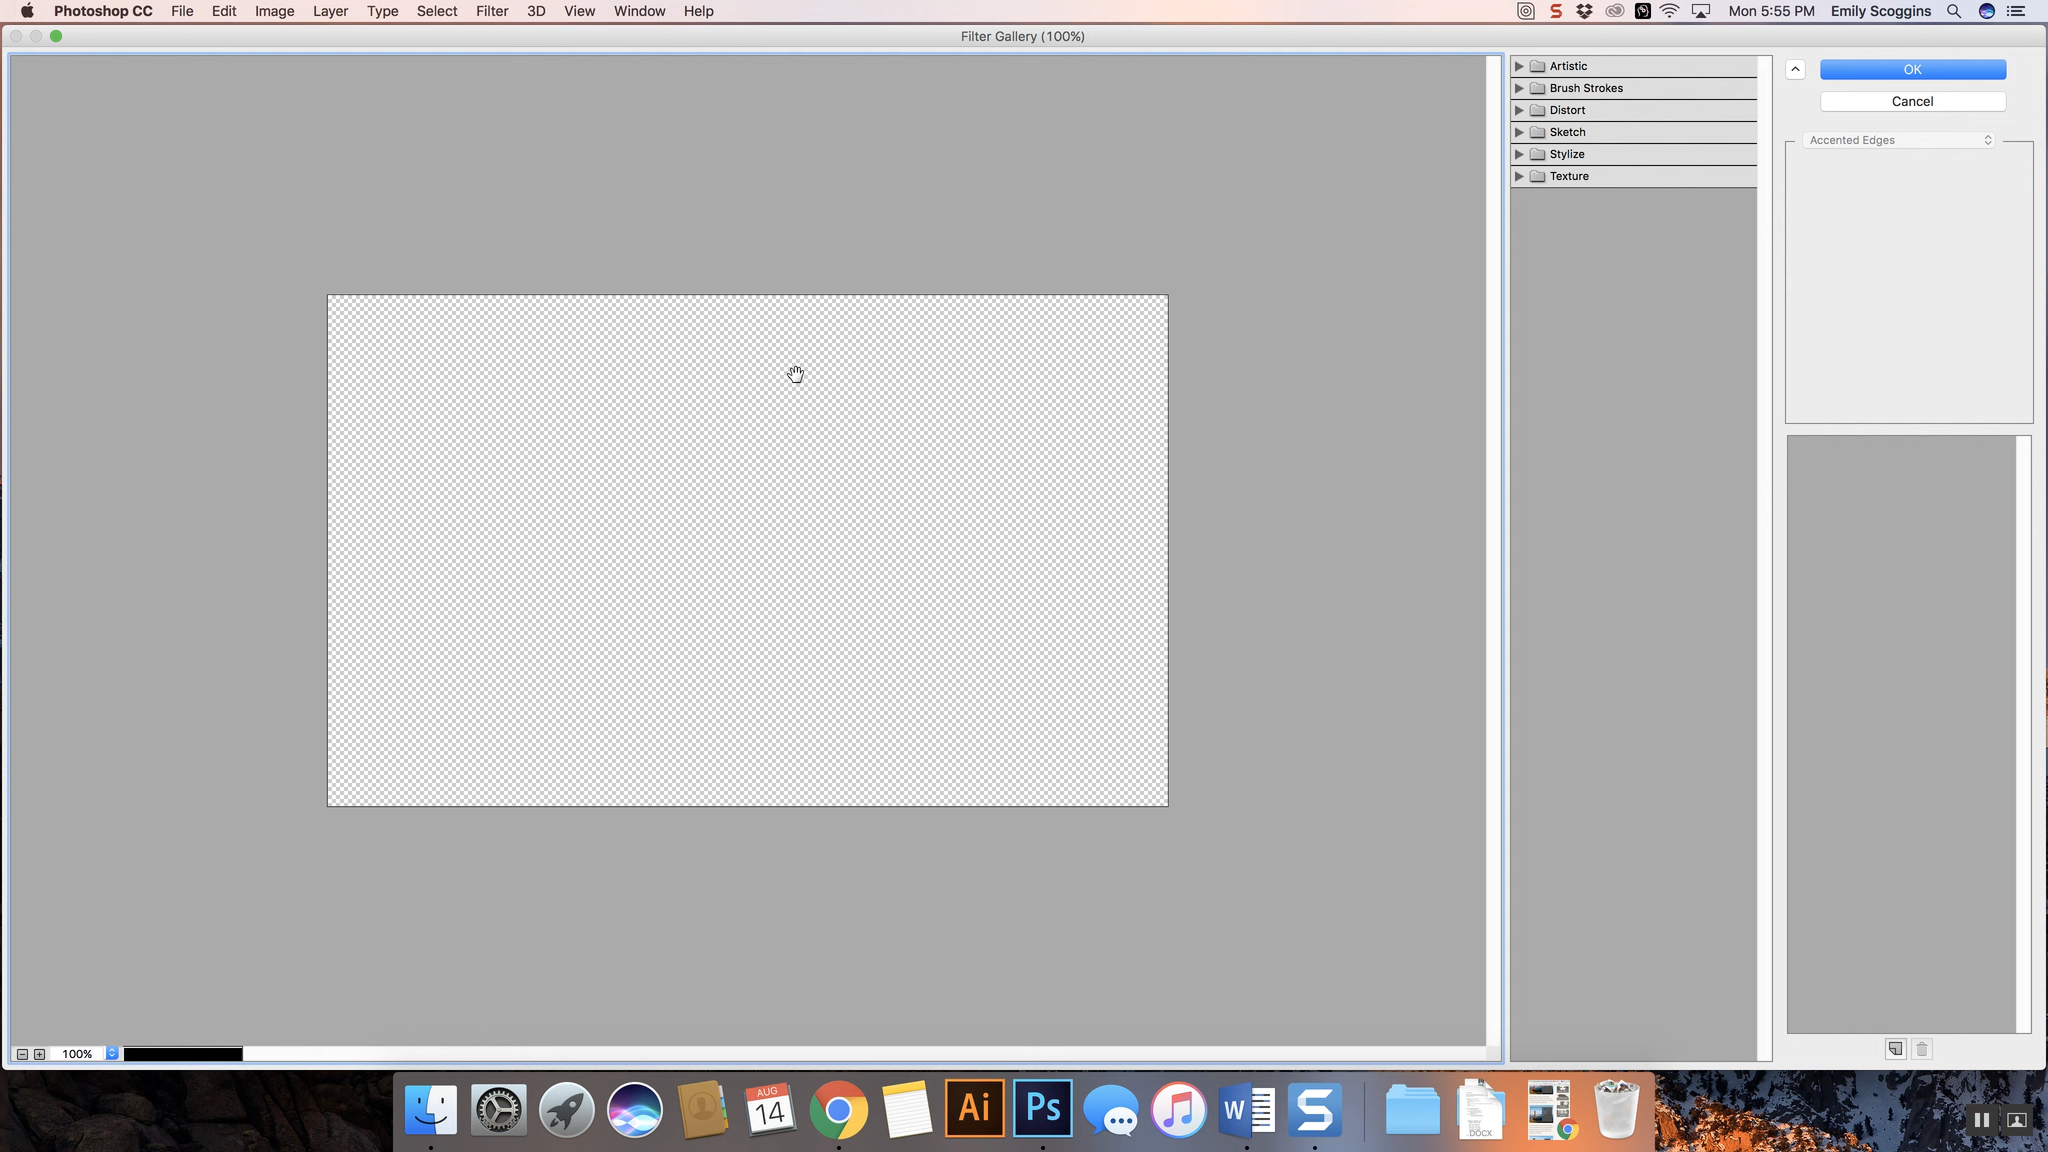 Photoshop CC File Edit Image Layer Type Select Filter 3D View Window Help Mon 5:55 PM Emily Scoggins
Filter Gallery (100%)
Artistic
Brush Strokes
Distort
Sketch
Stylize
Texture
OK
Cancel
Accented Edges
100%
AUG
14
Ai
Ps
W
S
.DOCX